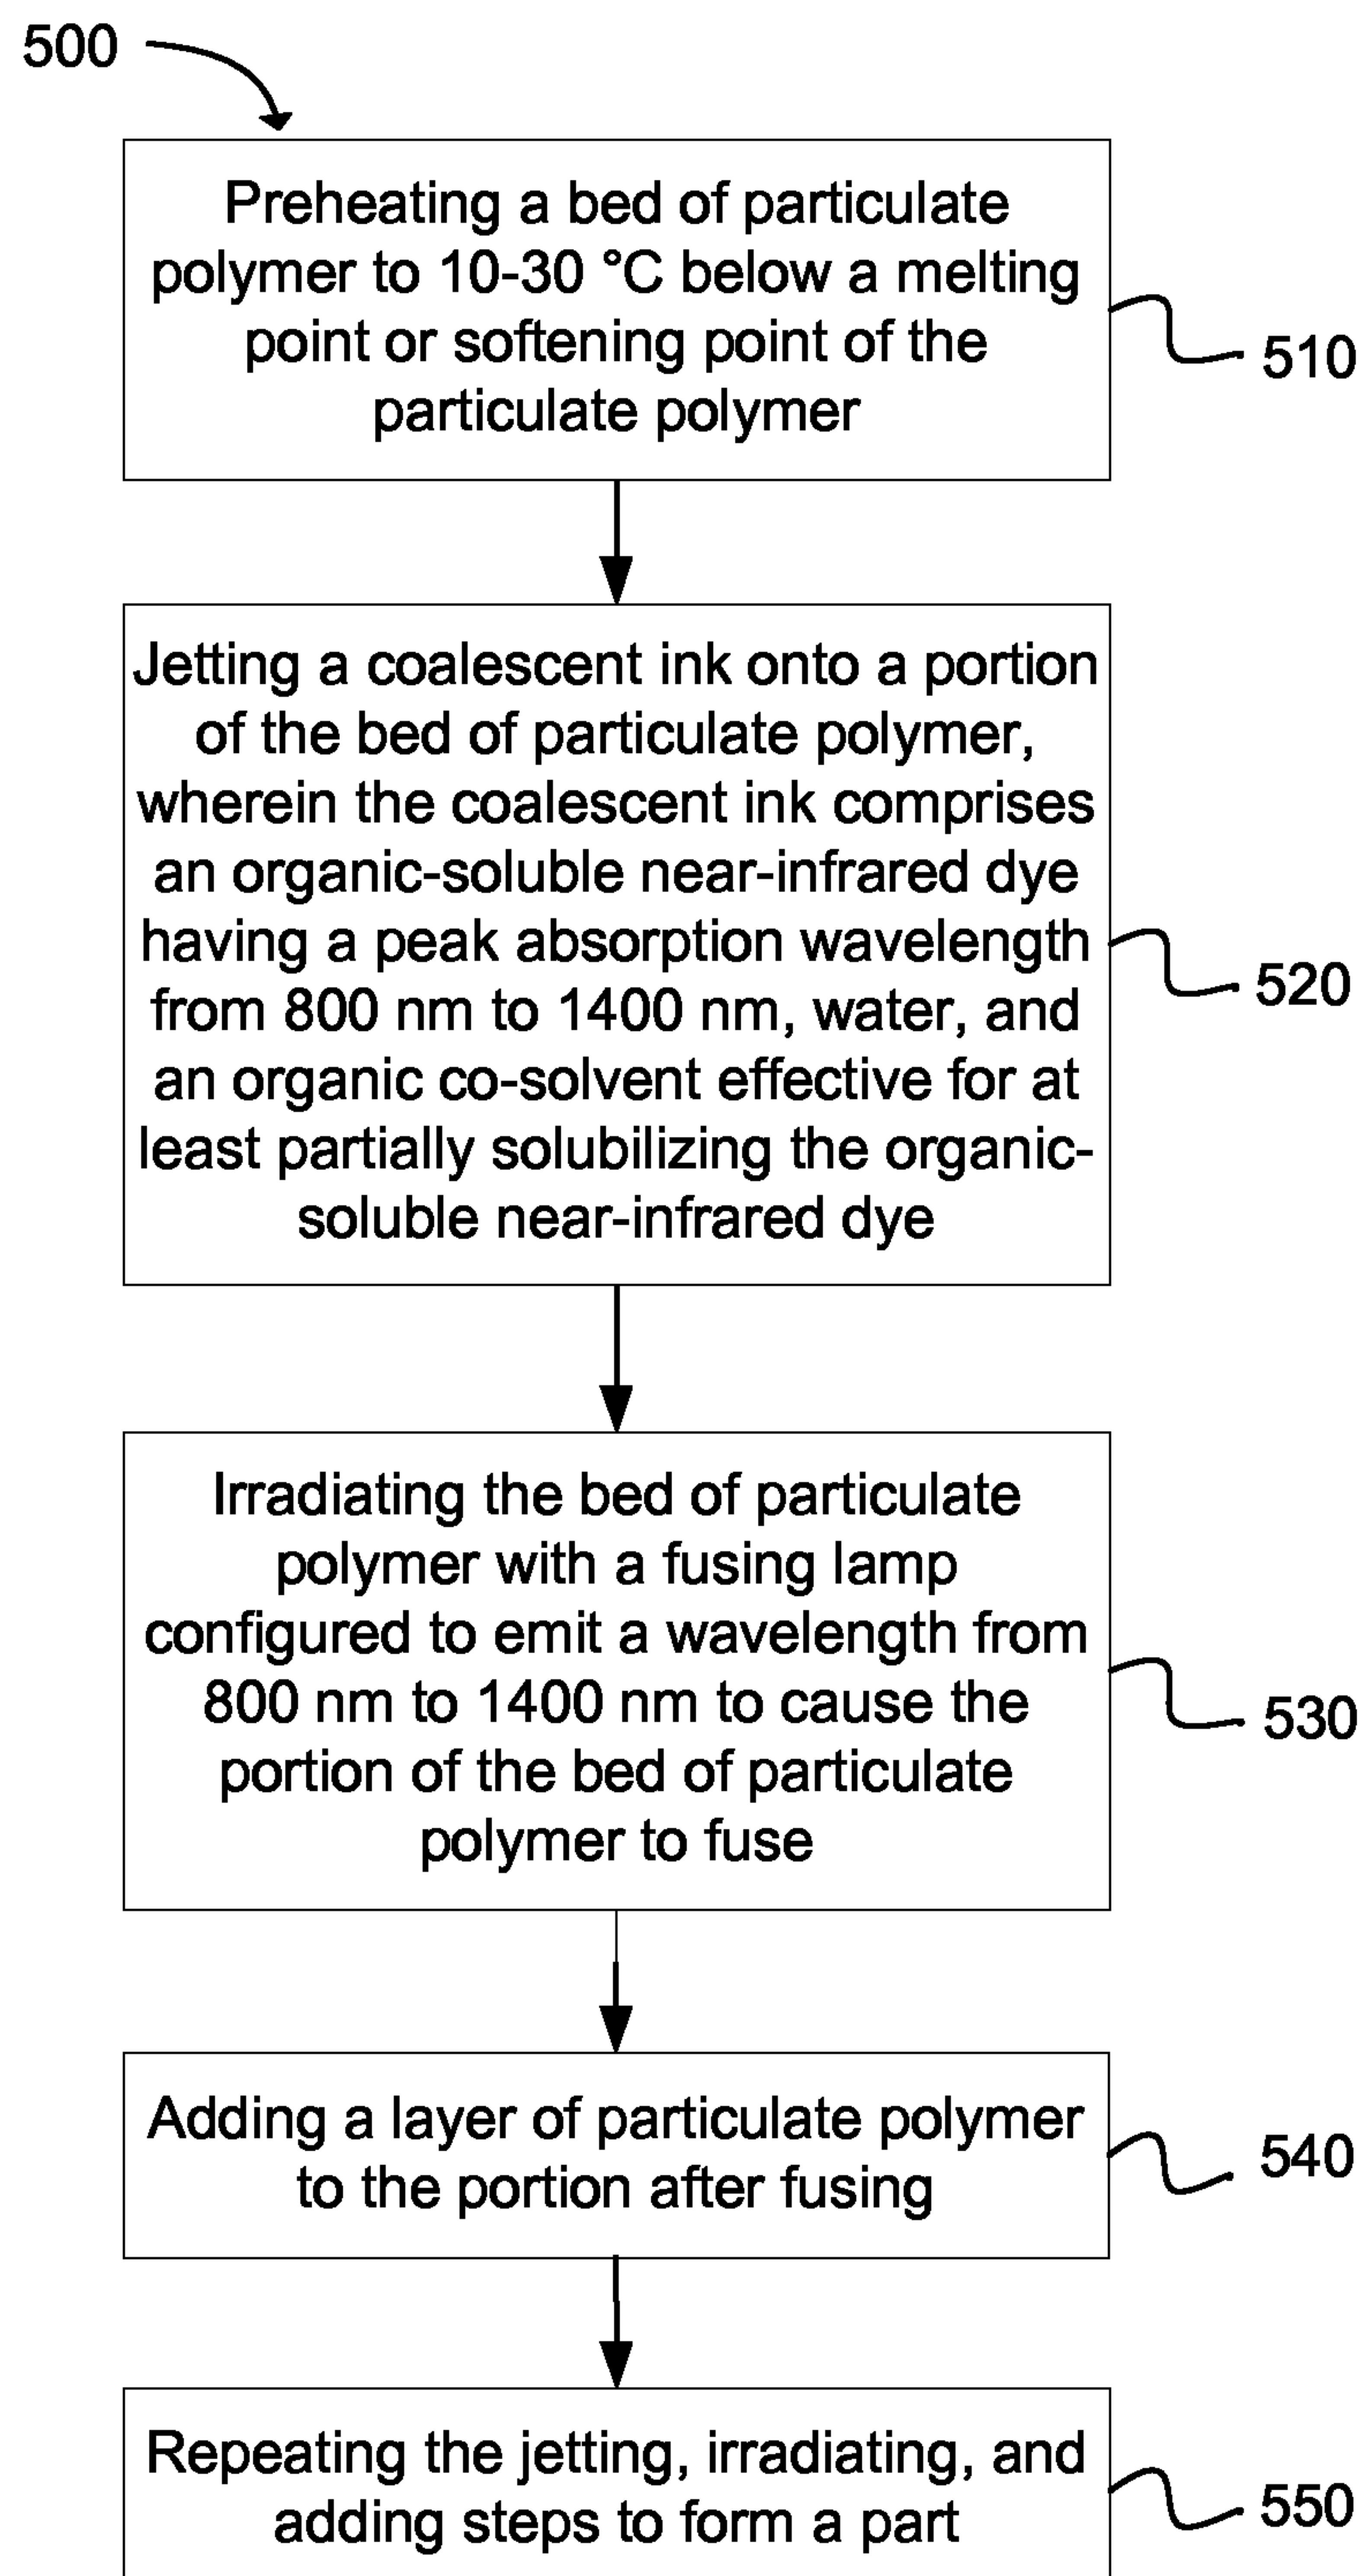 500
Preheating a bed of particulate
polymer to 10-30 °C below a melting
point or softening point of the
particulate polymer
510
Jetting a coalescent ink onto a portion
of the bed of particulate polymer,
wherein the coalescent ink comprises
an organic-soluble near-infrared dye
having a peak absorption wavelength
from 800 nm to 1400 nm, water, and
an organic co-solvent effective for at
least partially solubilizing the organic-
soluble near-infrared dye
520
Irradiating the bed of particulate
polymer with a fusing lamp
configured to emit a wavelength from
800 nm to 1400 nm to cause the
portion of the bed of particulate
polymer to fuse
530
Adding a layer of particulate polymer
to the portion after fusing
540
Repeating the jetting, irradiating, and
adding steps to form a part
550